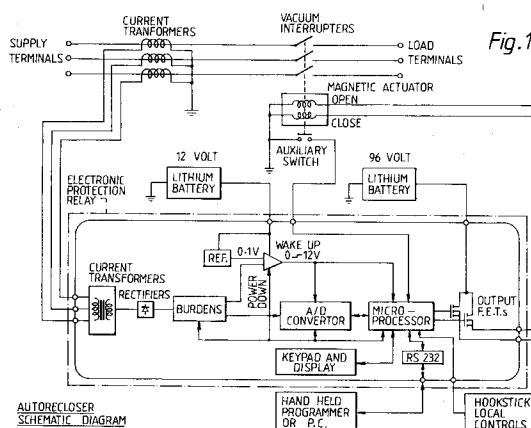 CURRENT
TRANFORMERS
VACUUM
INTERRUPTERS
Fig.1
SUPPLY
TERMINALS
LOAD
TERMINALS
MAGNETIC ACTUATOR
OPEN
CLOSE
AUXILIARY
SWITCH
12 VOLT
LITHIUM
BATTERY
96 VOLT
LITHIUM
BATTERY
ELECTRONIC
PROTECTION
RELAY
REF.
0·1V
WAKE UP
0 12V
POWER
DOWN
CURRENT
TRANSFORMERS
RECTIFIERS
BURDENS
A/D
CONVERTOR
MICRO-
PROCESSOR
OUTPUT
F.E.T.s
KEYPAD AND
DISPLAY
RS 232
HAND HELD
PROGRAMMER
OR P.C.
HOOKSTICK
LOCAL
CONTROLS
AUTORECLOSER
SCHEMATIC DIAGRAM